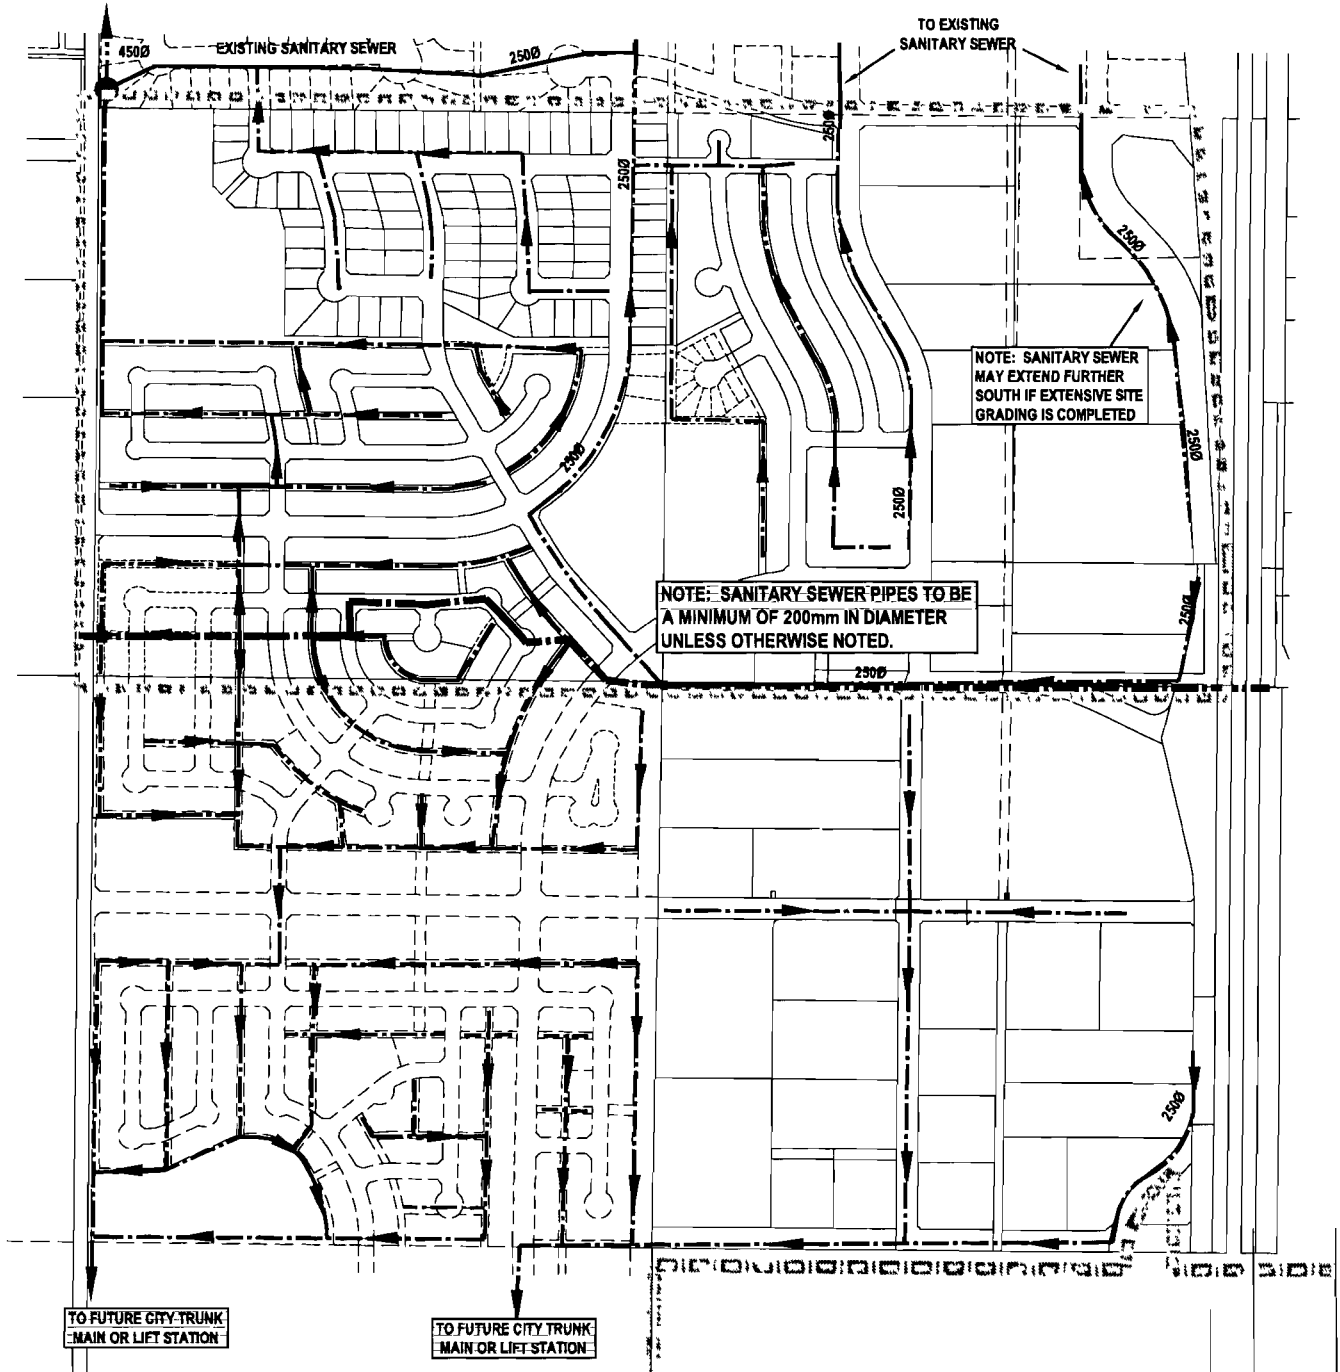 TO EXISTING
SANITARY SEWER
450Ø
EXISTING SANITARY SEWER
250Ø
250Ø
250Ø
250Ø
NOTE: SANITARY SEWER
MAY EXTEND FURTHER
SOUTH IF EXTENSIVE SITE
GRADING IS COMPLETED
250Ø
250Ø
250Ø
NOTE: SANITARY SEWER PIPES TO BE
A MINIMUM OF 200mm IN DIAMETER
UNLESS OTHERWISE NOTED.
250Ø
250Ø
250Ø
TO FUTURE CITY TRUNK
MAIN OR LIFT STATION
TO FUTURE CITY TRUNK
MAIN OR LIFT STATION